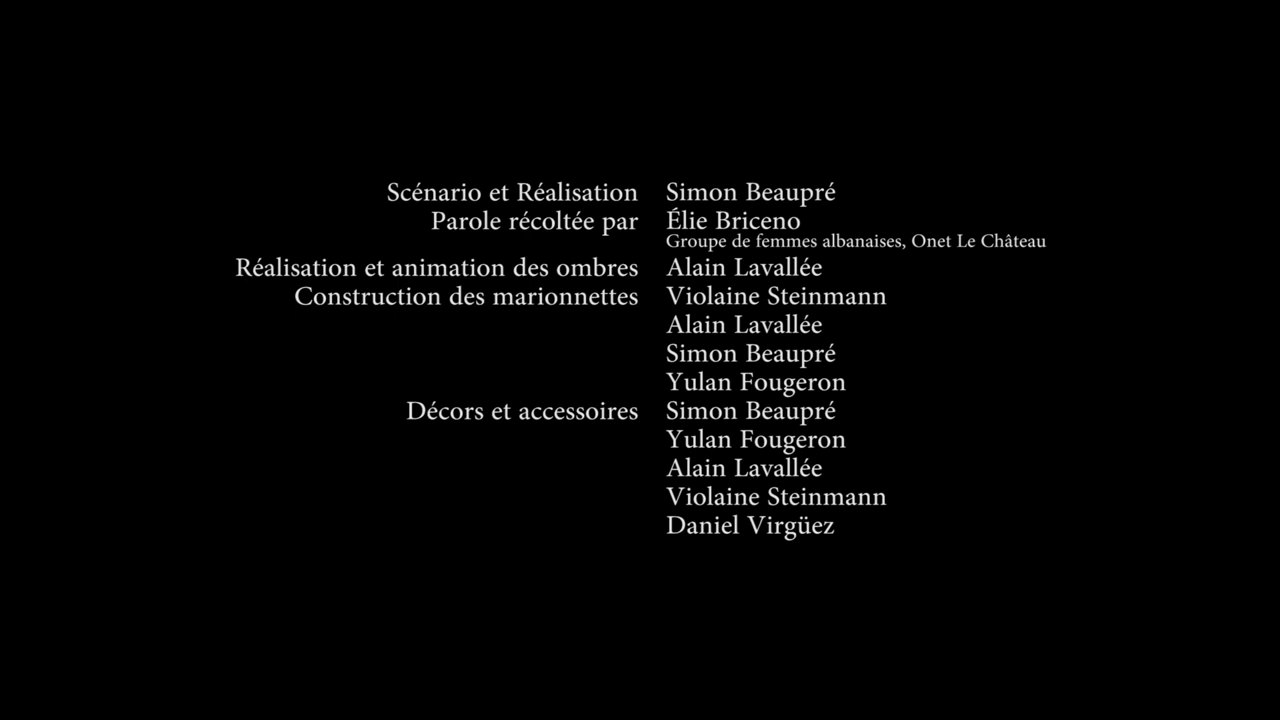 Scénario et Réalisation Simon Beaupré
Parole récoltée par Élie Briceno
Groupe de femmes albanaises, Onet Le Château
Réalisation et animation des ombres Alain Lavallée
Construction des marionnettes Violaine Steinmann
Alain Lavallée
Simon Beaupré
Yulan Fougeron
Décors et accessoires Simon Beaupré
Yulan Fougeron
Alain Lavallée
Violaine Steinmann
Daniel Virgüez